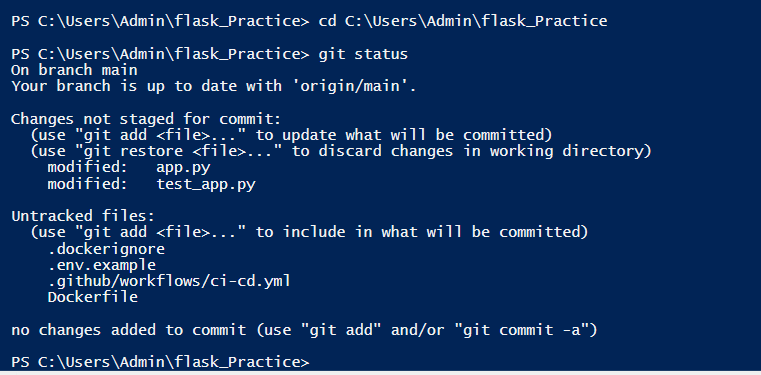 PS C:\Users\Admin\flask_Practice> cd C:\Users\Admin\flask_Practice
PS C:\Users\Admin\flask_Practice> git status
On branch main
Your branch is up to date with 'origin/main'.
Changes not staged for commit:
  (use "git add <file>..." to update what will be committed)
  (use "git restore <file>..." to discard changes in working directory)
    modified:   app.py
    modified:   test_app.py
Untracked files:
  (use "git add <file>..." to include in what will be committed)
    .dockerignore
    .env.example
    .github/workflows/ci-cd.yml
    Dockerfile
no changes added to commit (use "git add" and/or "git commit -a")
PS C:\Users\Admin\flask_Practice>